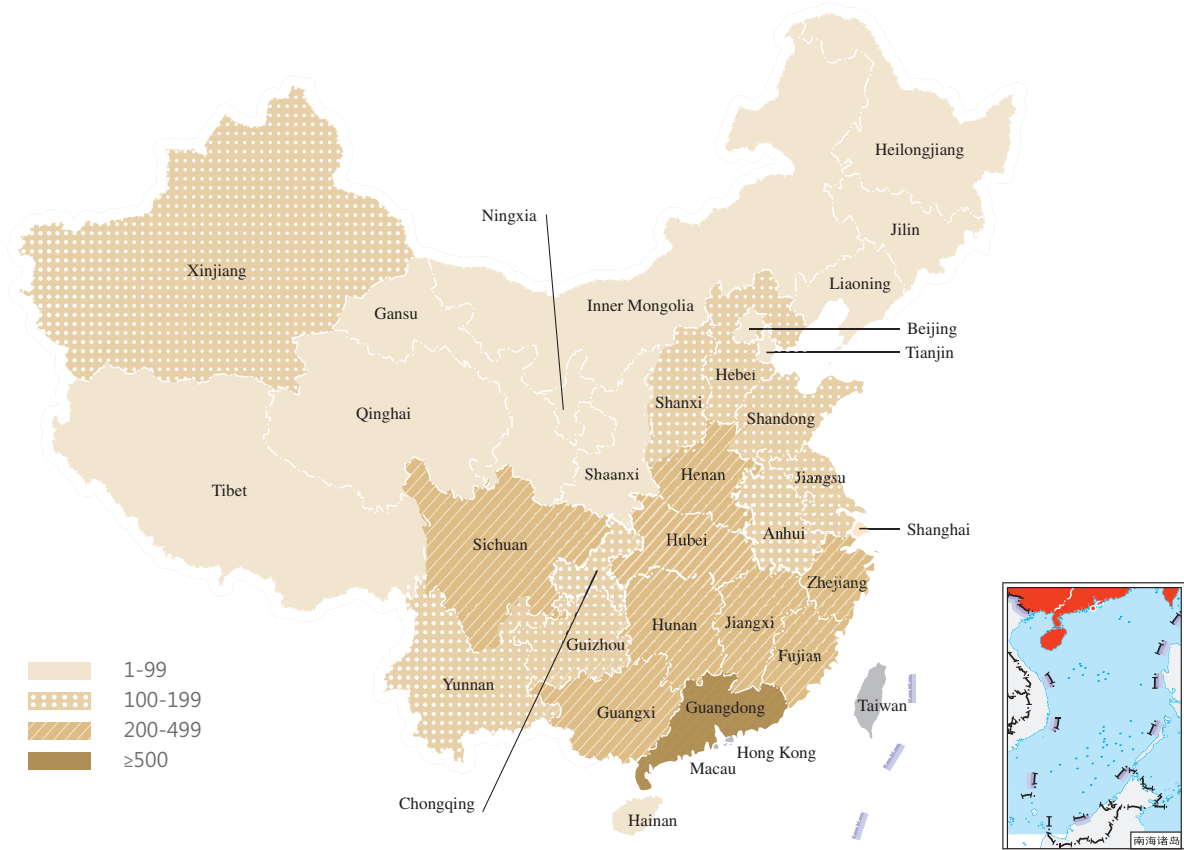 Heilongjiang
Ningxia
Jilin
Xinjiang
Liaoning
Inner Mongolia
Gansu
Beijing
Tianjin
Hebei
Shanxi
Qinghai
Shandong
Shaanxi
Henan
Jiangsu
Tibet
Shanghai
Anhui
Hubei
Sichuan
Zhejiang
Jiangxi
Hunan
Guizhou
Fujian
1-99
Yunnan
100-199
Guangdong
Taiwan
Guangxi
200-499
Hong Kong
≥500
Macau
Chongqing
Hainan
南海诸岛